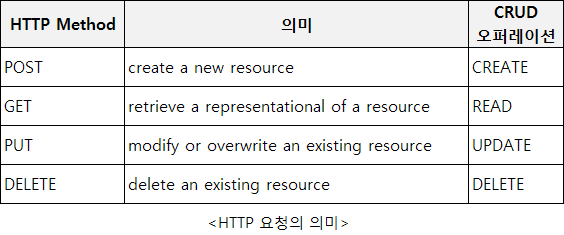 HTTP Method 의미 CRUD
오퍼레이션
POST create a new resource CREATE
GET retrieve a representational of a resource READ
PUT modify or overwrite an existing resource UPDATE
DELETE delete an existing resource DELETE
<HTTP 요청의 의미>